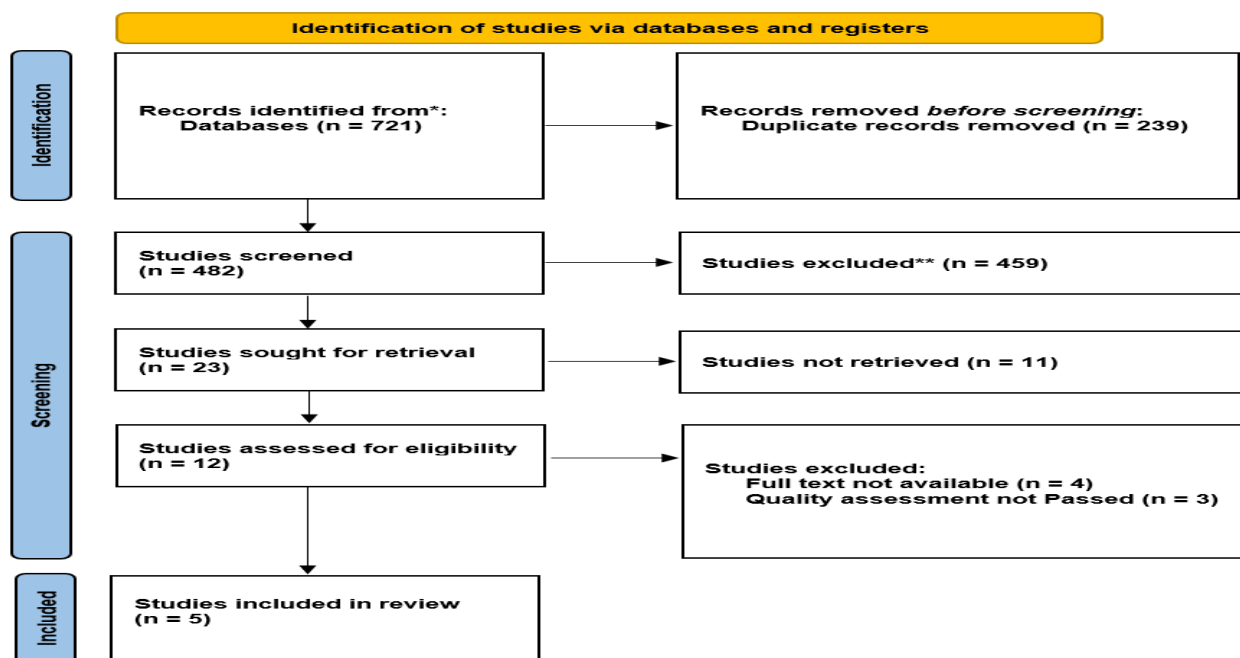 Identification of studies via databases and registers
Identification
Records identified from*:
Databases (n = 721)
Records removed before screening:
Duplicate records removed (n = 239)
Screening
Studies screened
(n = 482)
Studies excluded** (n = 459)
Studies sought for retrieval
(n = 23)
Studies not retrieved (n = 11)
Studies assessed for eligibility
(n = 12)
Studies excluded:
Full text not available (n = 4)
Quality assessment not Passed (n = 3)
Included
Studies included in review
(n = 5)